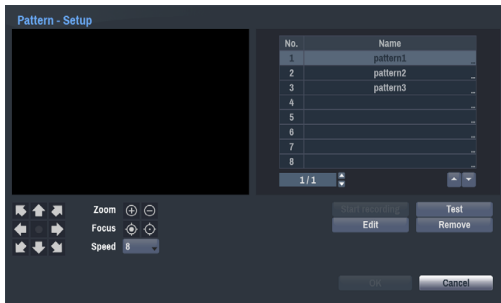 Pattern - Setup
No. Name
1 pattern1 ...
2 pattern2 ...
3 pattern3 ...
4 ...
5 ...
6 ...
7 ...
8 ...
1/1
Zoom
Focus
Speed 8
Start recording Test
Edit Remove
OK Cancel